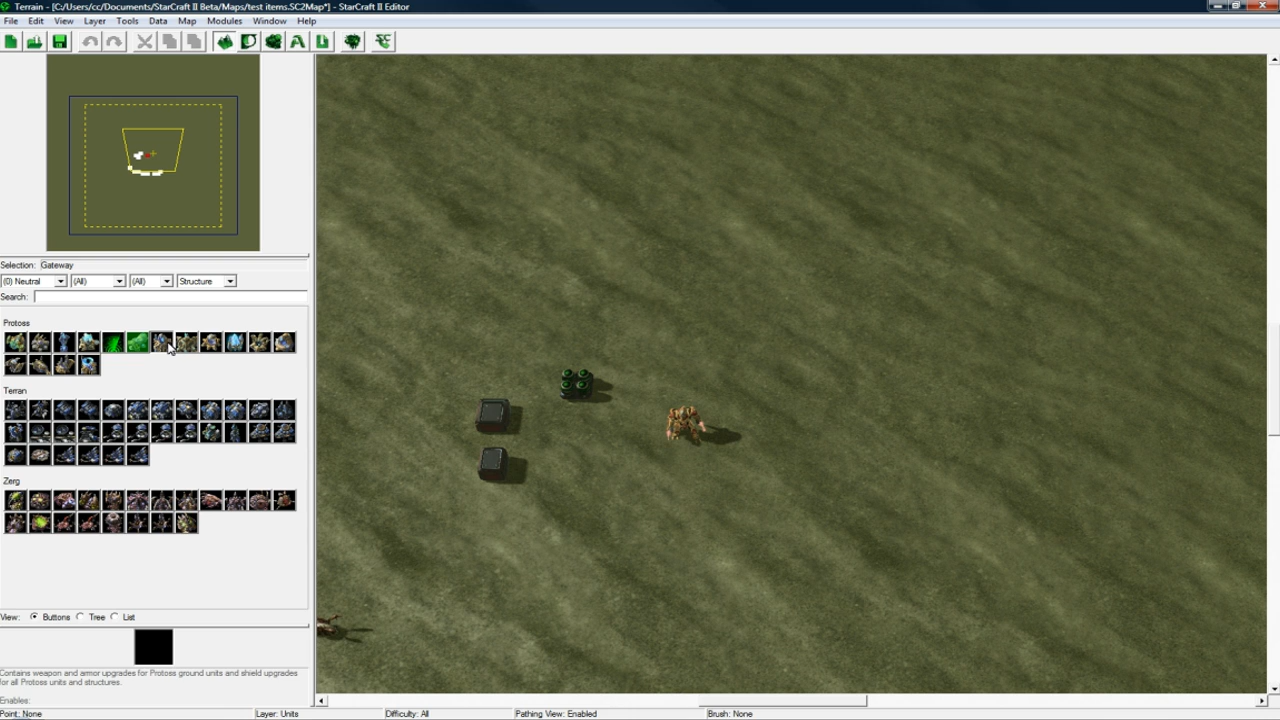 Terrain - [C:/Users/cc/Documents/StarCraft II Beta/Maps/test items.SC2Map*] - StarCraft II Editor
File Edit View Layer Tools Data Map Modules Window Help
Selection: Gateway
(0) Neutral (All) (All) Structure
Search:
Protoss
Terran
Zerg
View: Buttons Tree List
Contains weapon and armor upgrades for Protoss ground units and shield upgrades
for all Protoss units and structures.
Enables:
Point: None Layer: Units Difficulty: All Pathing View: Enabled Brush: None